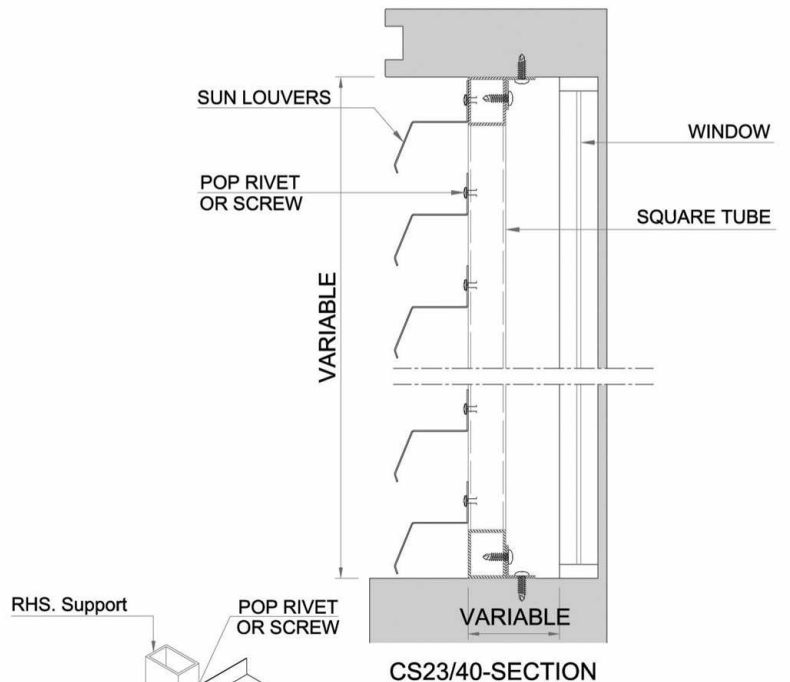 SUN LOUVERS
WINDOW
POP RIVET
OR SCREW
SQUARE TUBE
VARIABLE
RHS. Support
POP RIVET
OR SCREW
VARIABLE
CS23/40-SECTION